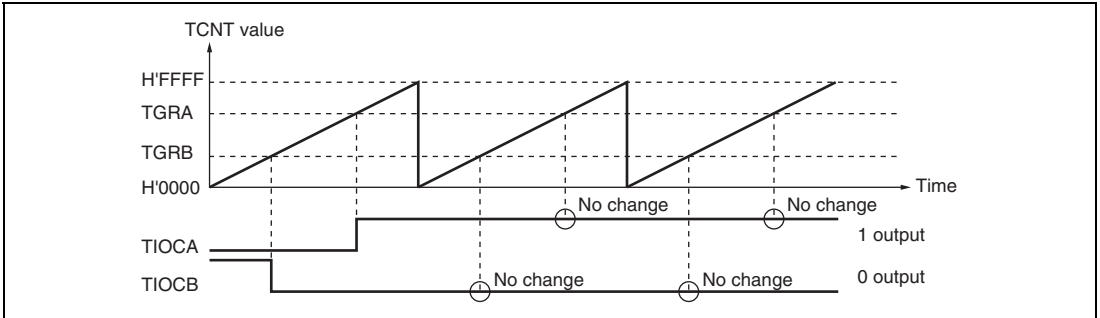 TCNT value
H'FFFF
TGRA
TGRB
H'0000
Time
No change
No change
TIOCA
1 output
No change
No change
TIOCB
0 output